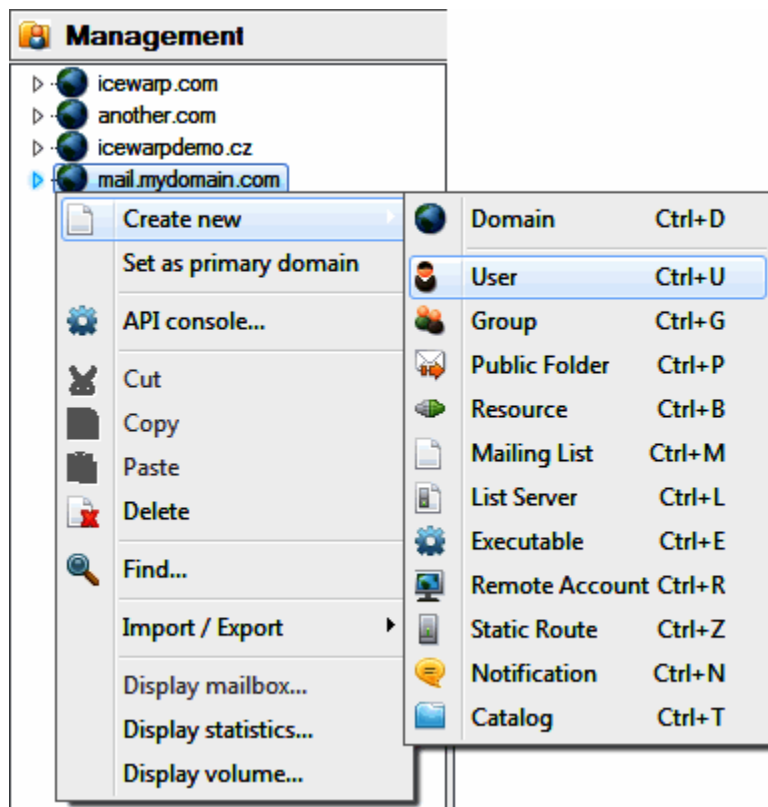 Management
icewarp.com
another.com
icewarpdemo.cz
mail.mydomain.com
Create new
Set as primary domain
API console...
Cut
Copy
Paste
Delete
Find...
Import / Export
Display mailbox...
Display statistics...
Display volume...
Domain Ctrl+D
User Ctrl+U
Group Ctrl+G
Public Folder Ctrl+P
Resource Ctrl+B
Mailing List Ctrl+M
List Server Ctrl+L
Executable Ctrl+E
Remote Account Ctrl+R
Static Route Ctrl+Z
Notification Ctrl+N
Catalog Ctrl+T